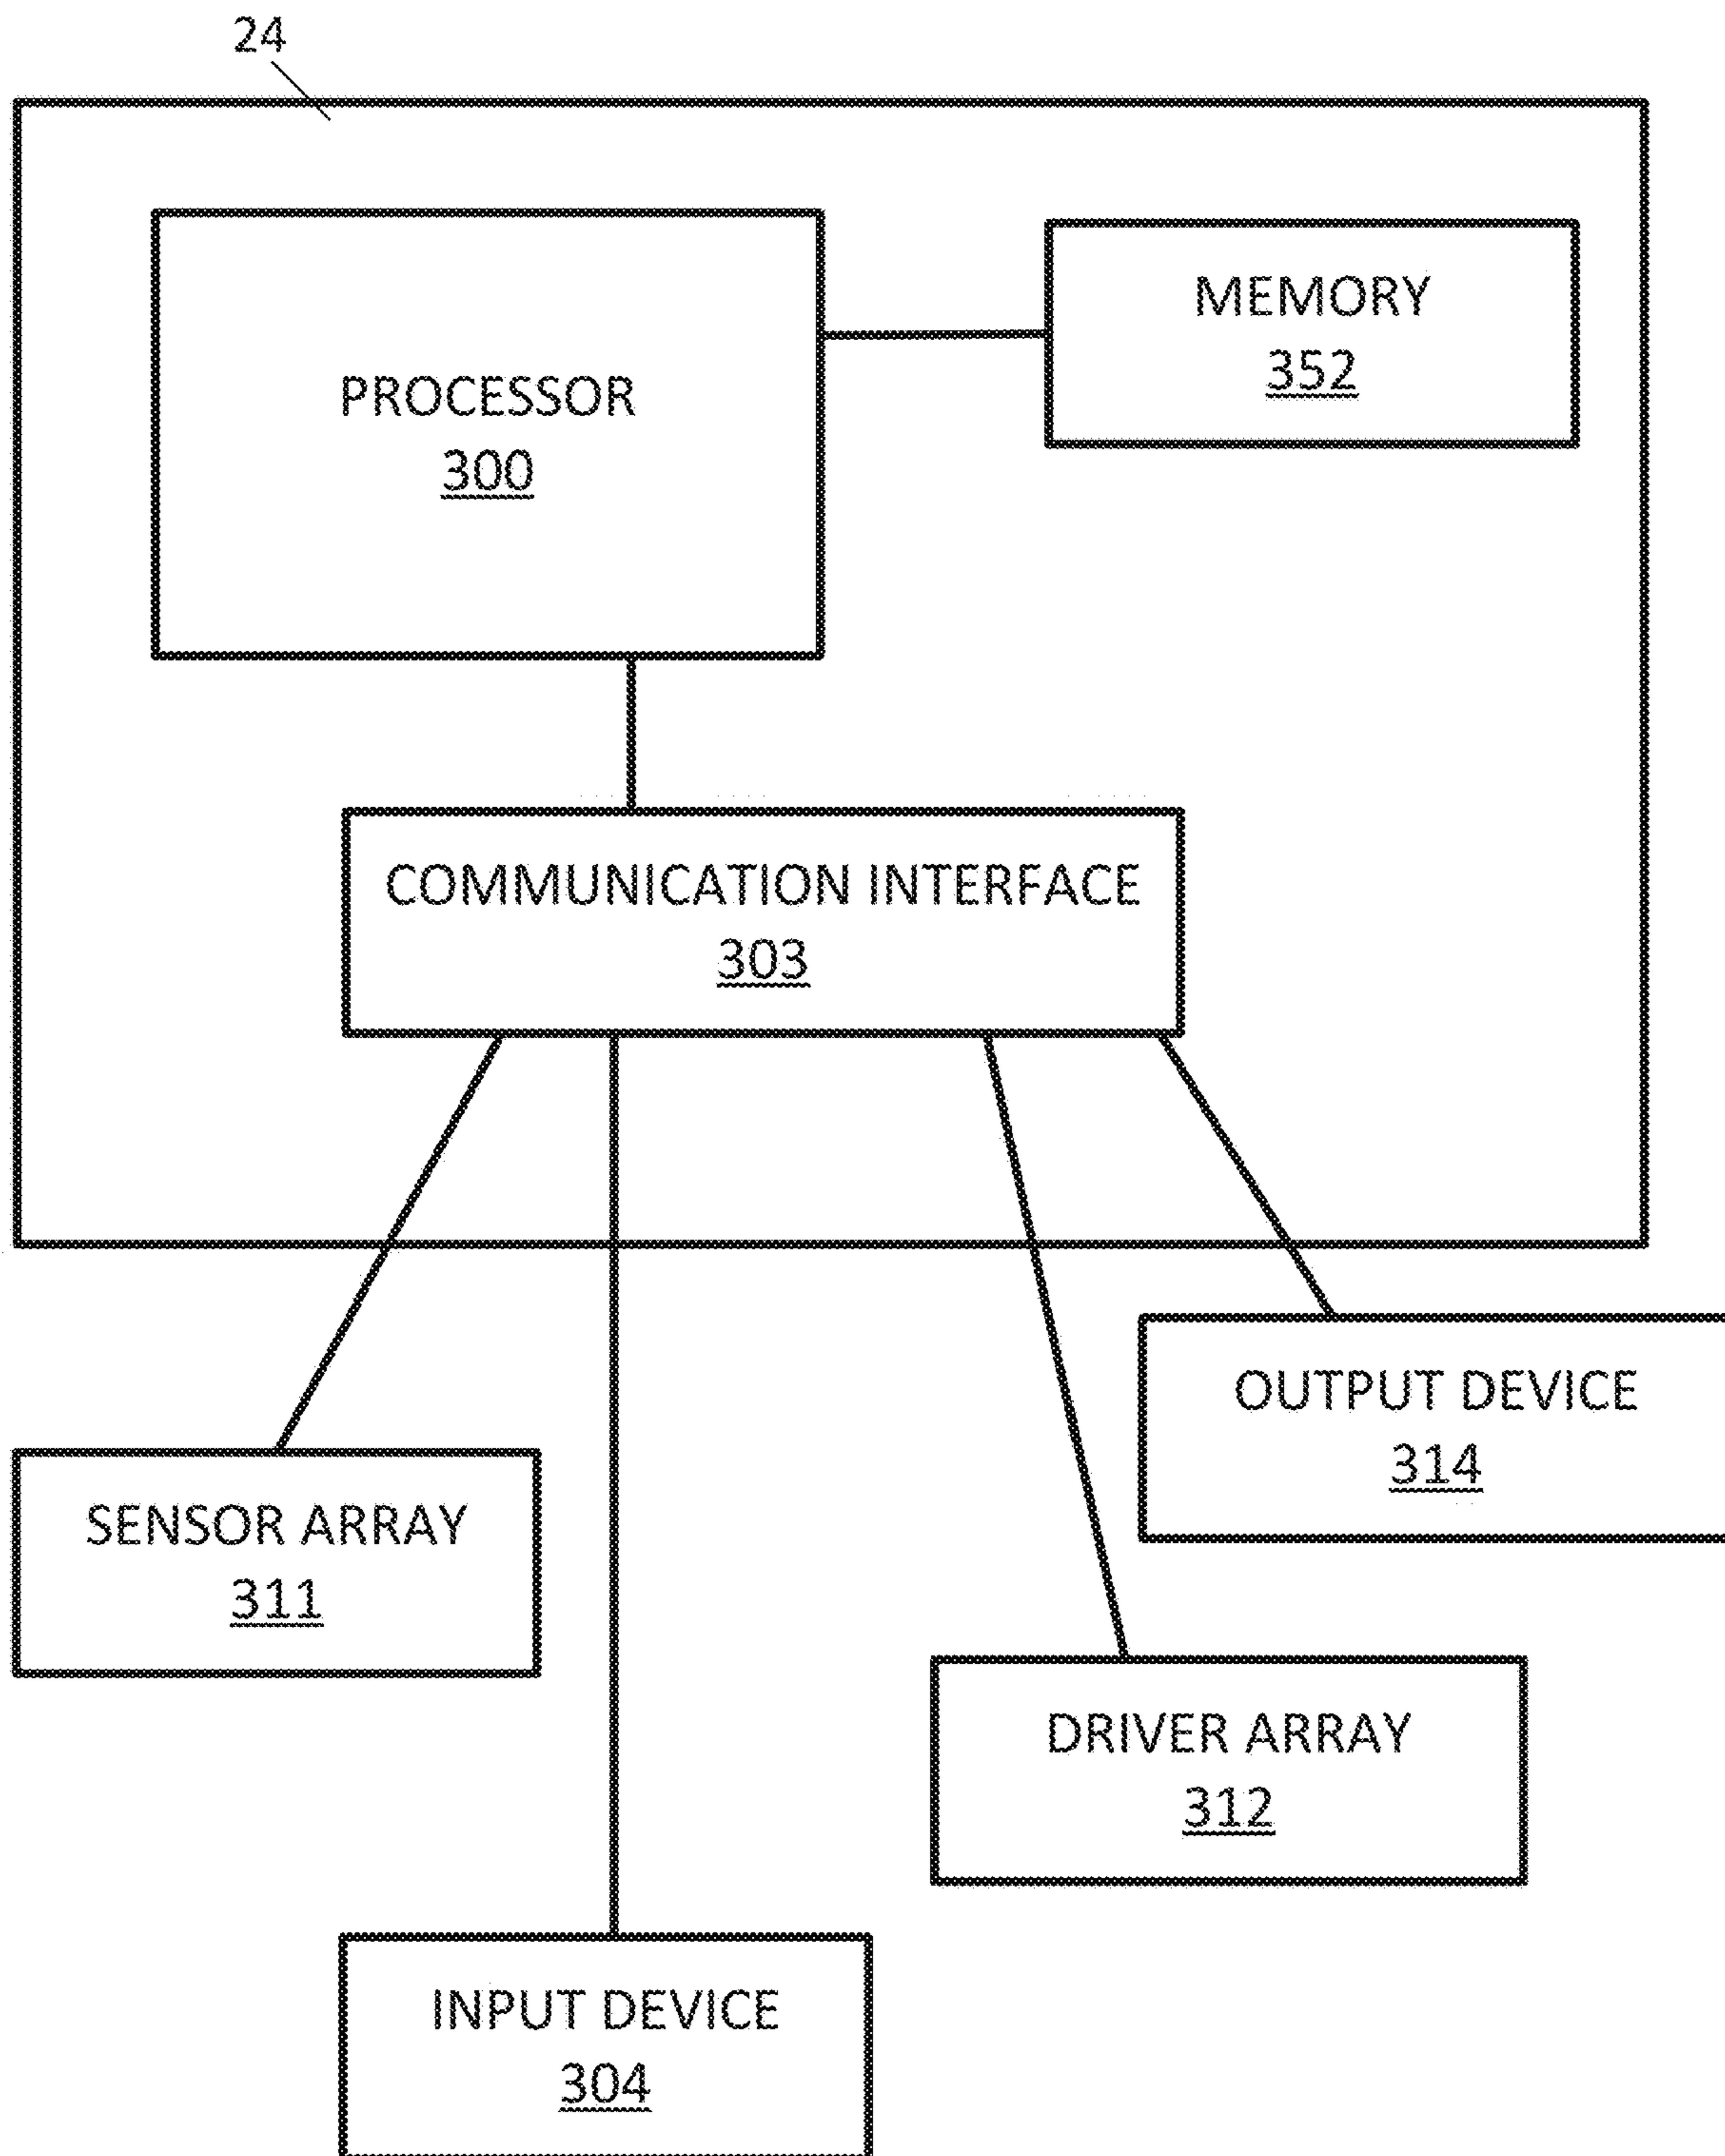 24
PROCESSOR
300
MEMORY
352
COMMUNICATION INTERFACE
303
OUTPUT DEVICE
314
SENSOR ARRAY
311
DRIVER ARRAY
312
INPUT DEVICE
304